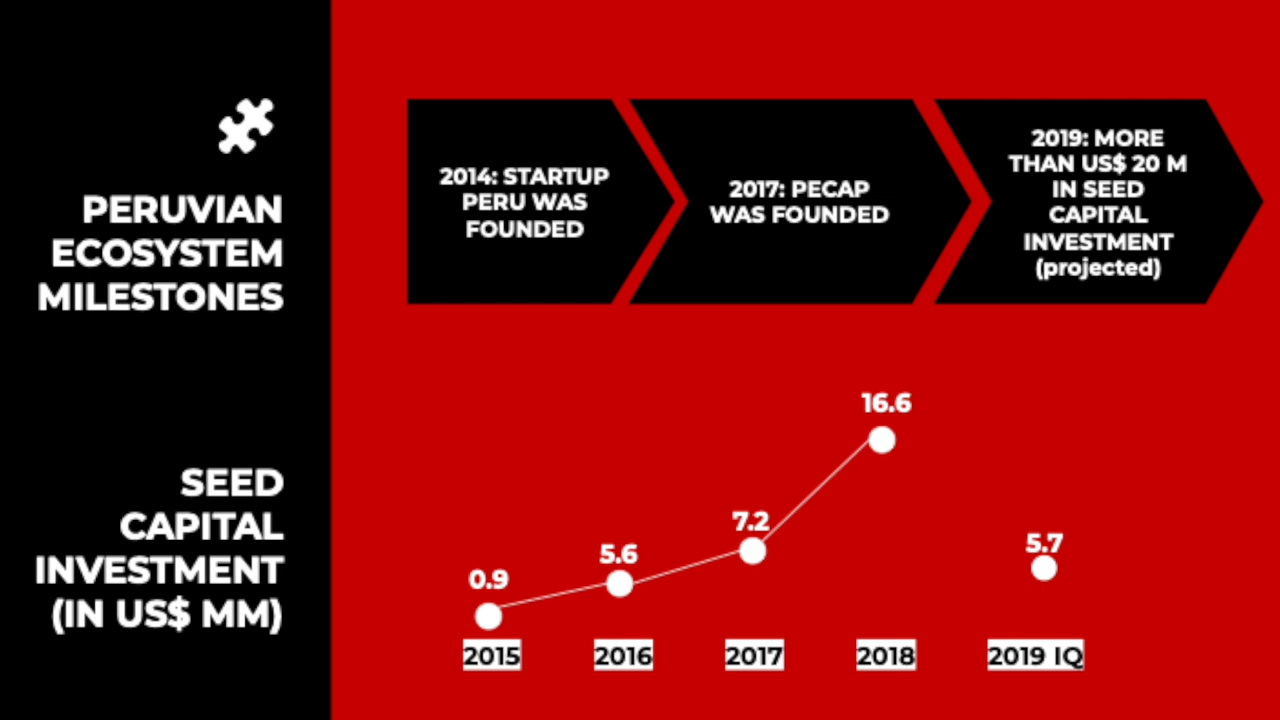 PERUVIAN
ECOSYSTEM
MILESTONES
2014: STARTUP
PERU WAS
FOUNDED
2017: PECAP
WAS FOUNDED
2019: MORE
THAN US$ 20 M
IN SEED
CAPITAL
INVESTMENT
(projected)
SEED
CAPITAL
INVESTMENT
(IN US$ MM)
0.9
5.6
7.2
16.6
5.7
2015
2016
2017
2018
2019 IQ